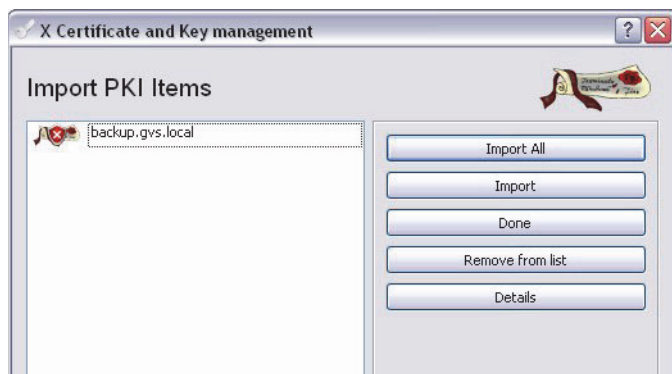 X Certificate and Key management
Import PKI Items
backup.gvs.local
Import All
Import
Done
Remove from list
Details